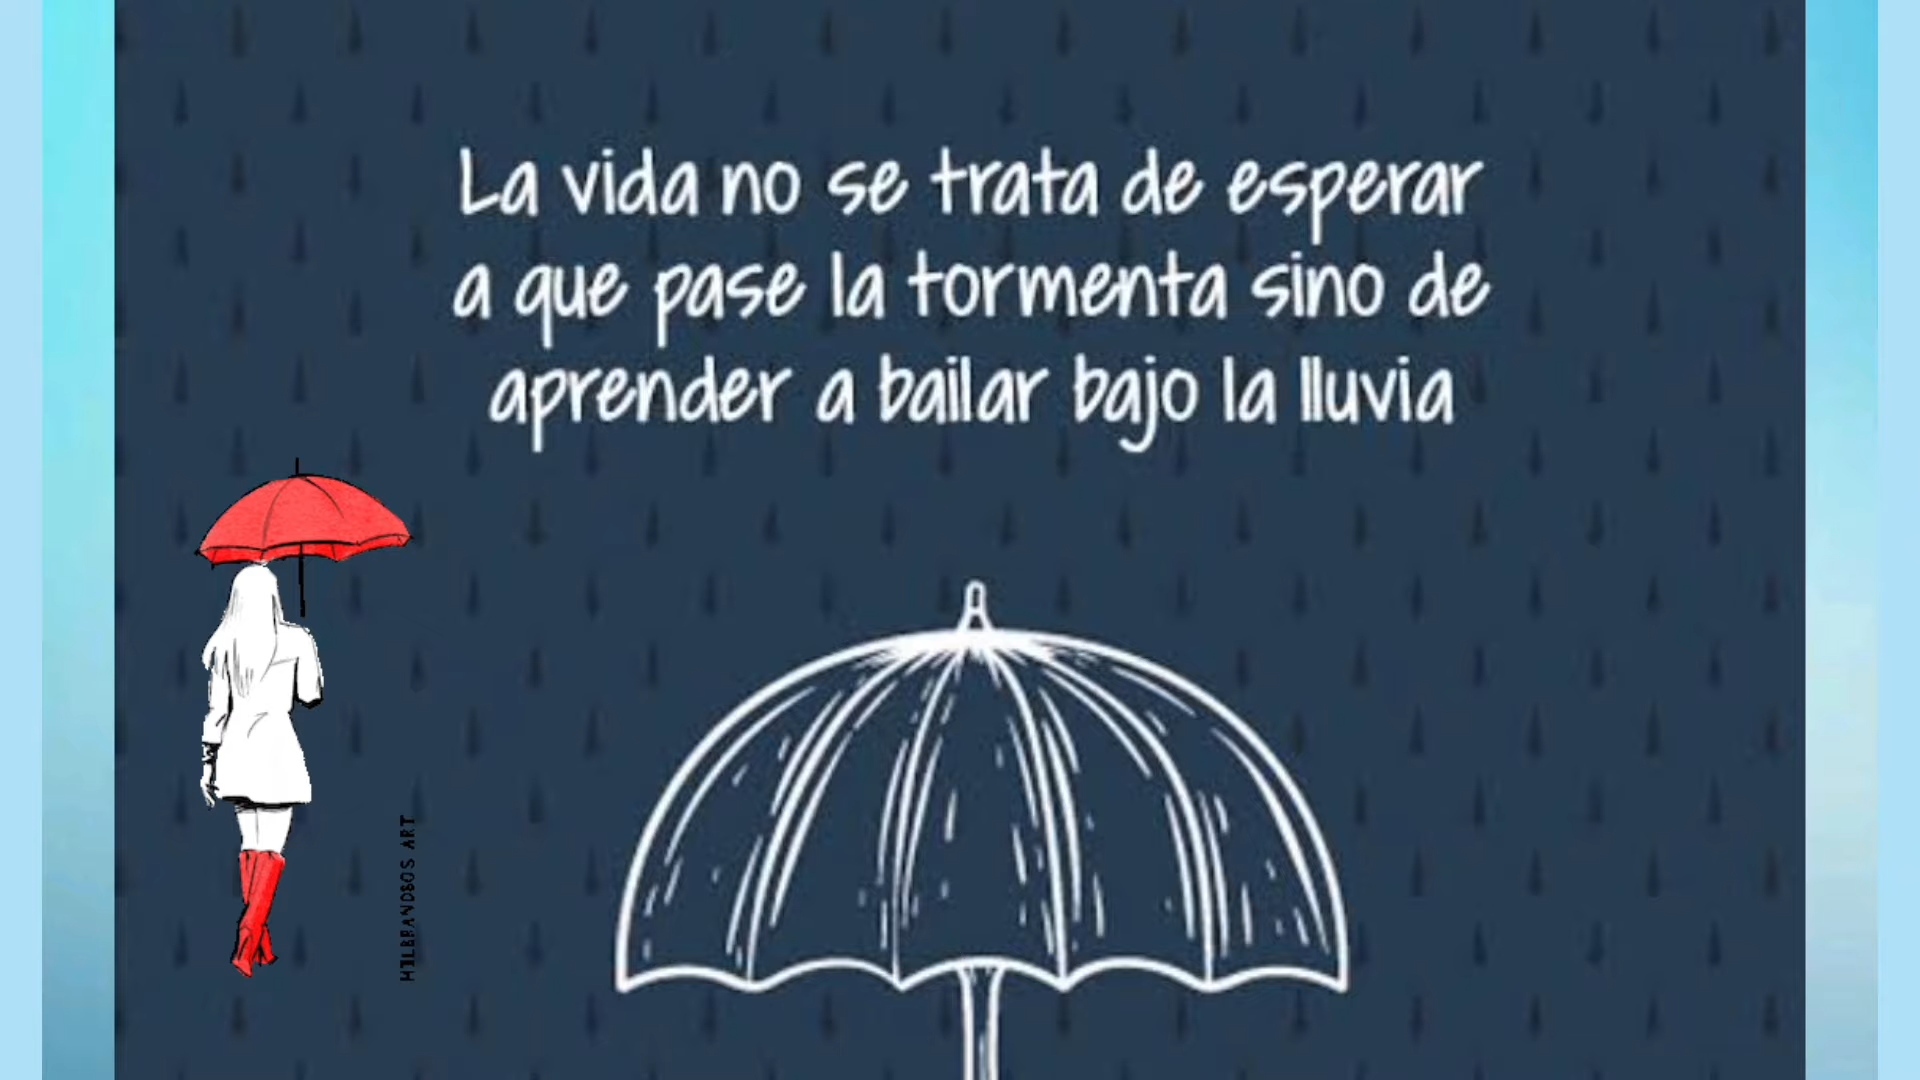 La vida no se trata de esperar
a que pase la tormenta sino de
aprender a bailar bajo la lluvia
HILBRANDBOS ART